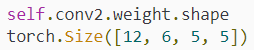 self.conv2.weight.shape
torch.Size([12, 6, 5, 5])